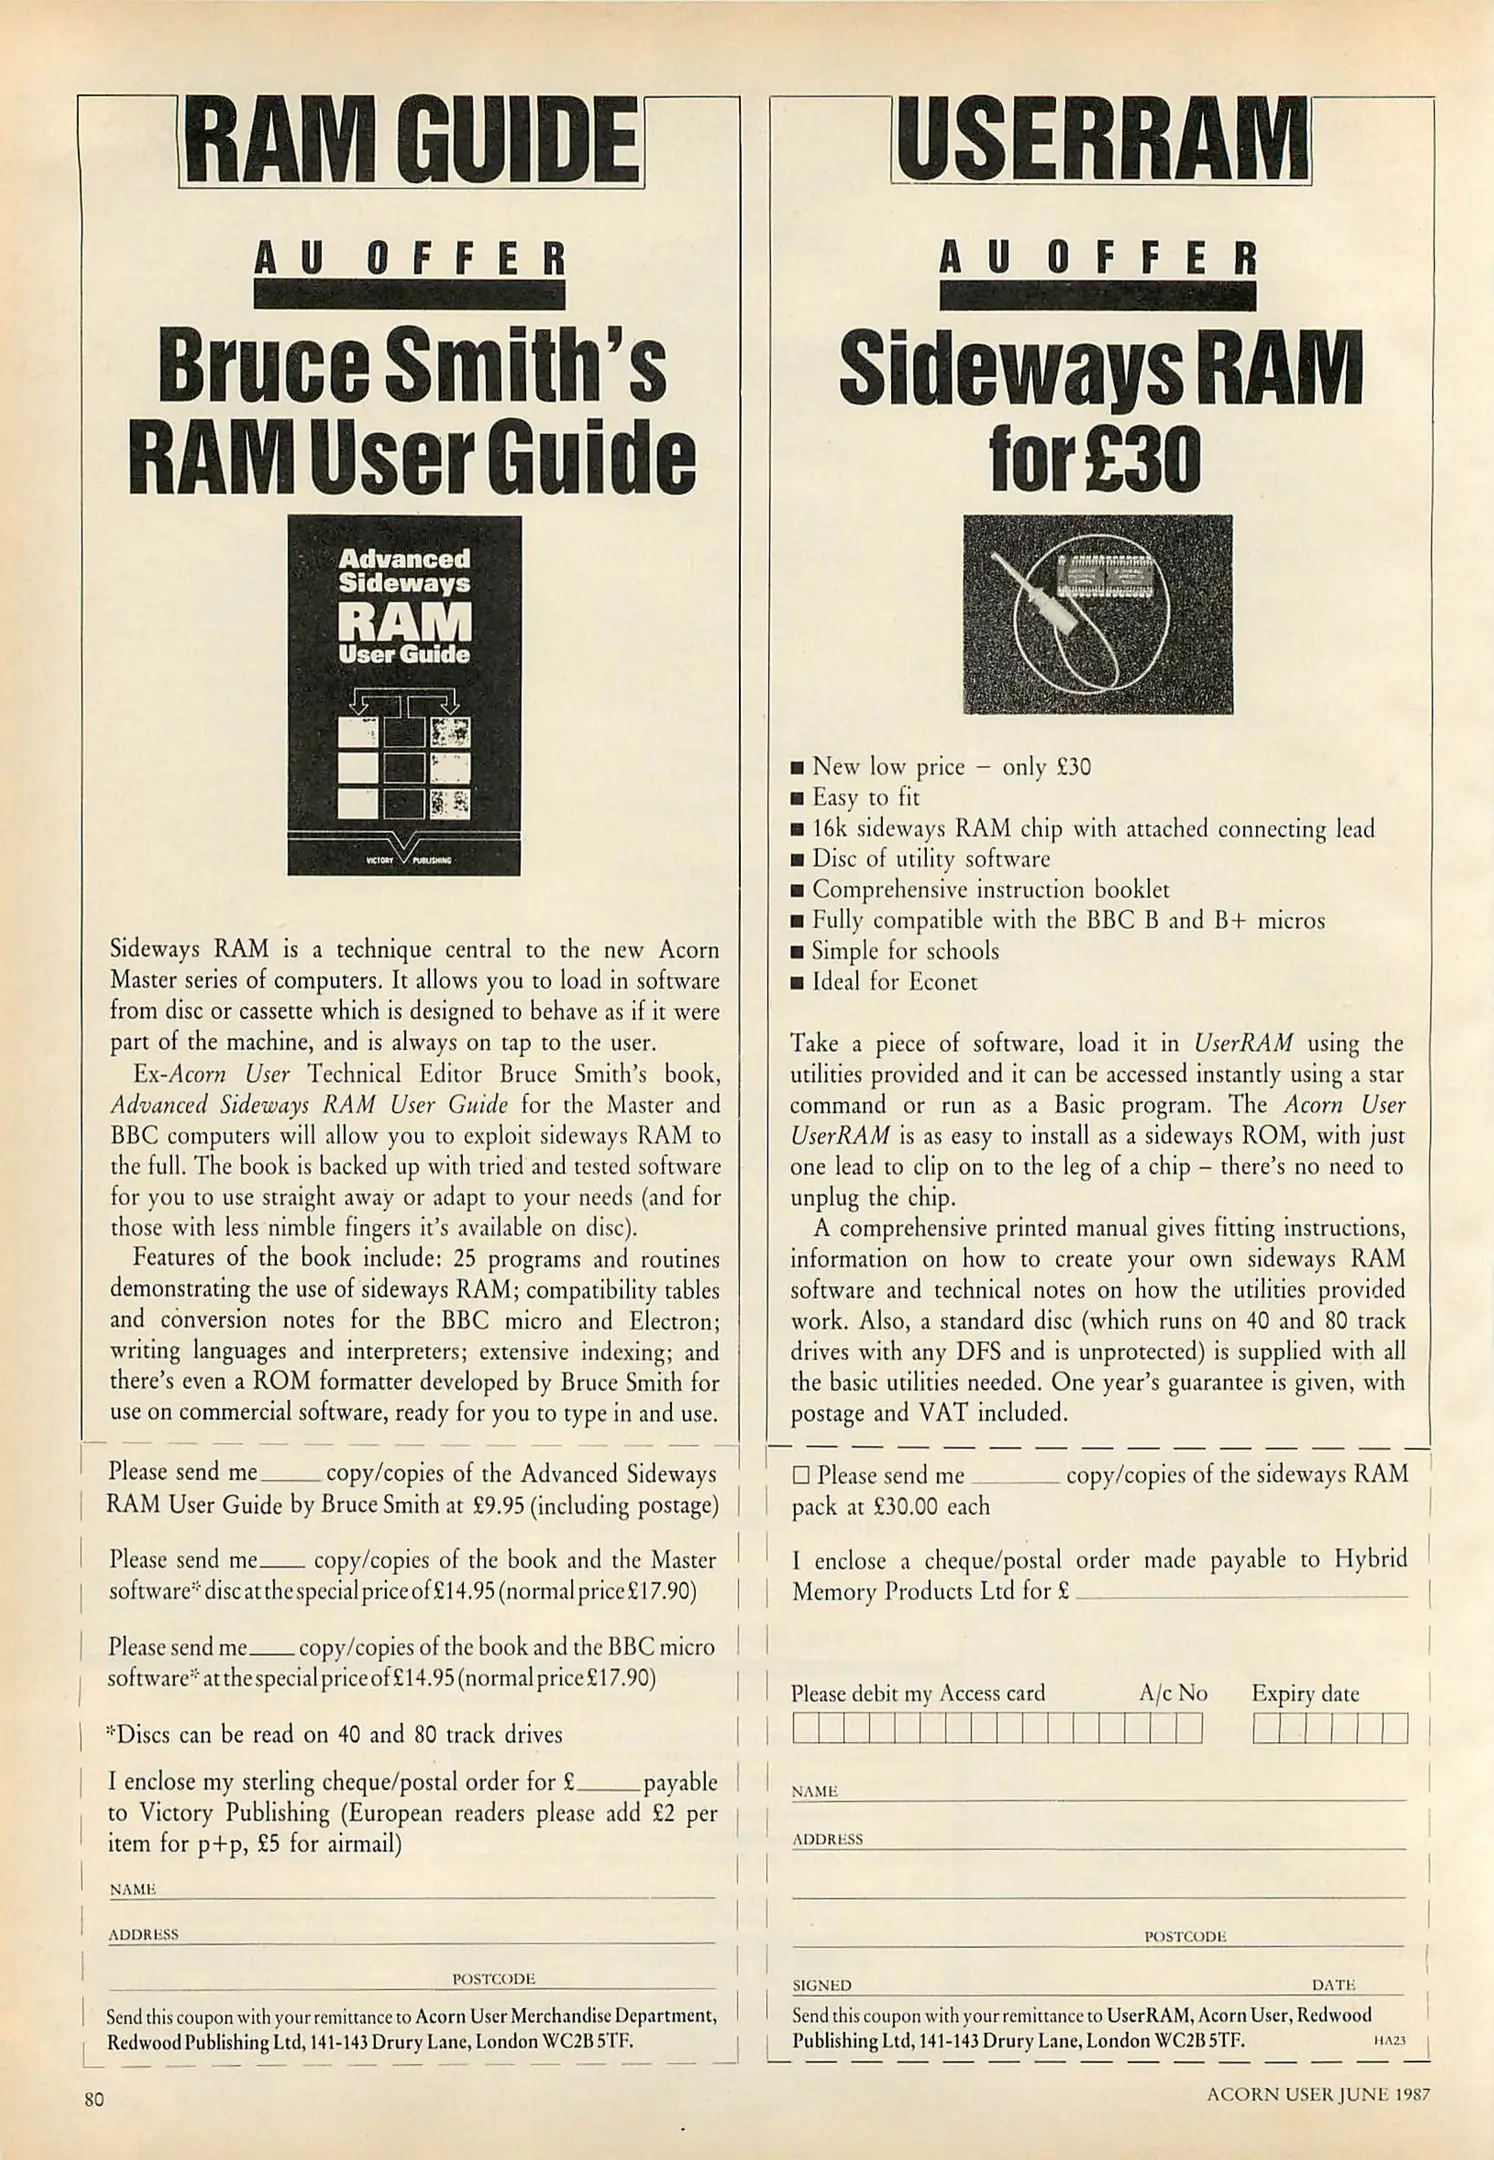 RAM GUIDE
AU OFFER
Bruce Smith's
RAM User Guide
Advanced
Sideways
RAM
User Guide
VICTORY PUBLISHING
Sideways RAM is a technique central to the new Acorn
Master series of computers. It allows you to load in software
from disc or cassette which is designed to behave as if it were
part of the machine, and is always on tap to the user.
Ex-Acorn User Technical Editor Bruce Smith's book,
Advanced Sideways RAM User Guide for the Master and
BBC computers will allow you to exploit sideways RAM to
the full. The book is backed up with tried and tested software
for you to use straight away or adapt to your needs (and for
those with less nimble fingers it's available on disc).
Features of the book include: 25 programs and routines
demonstrating the use of sideways RAM; compatibility tables
and conversion notes for the BBC micro and Electron;
writing languages and interpreters; extensive indexing; and
there's even a ROM formatter developed by Bruce Smith for
use on commercial software, ready for you to type in and use.
Please send me____copy/copies of the Advanced Sideways
RAM User Guide by Bruce Smith at £9.95 (including postage)
Please send me____ copy/copies of the book and the Master
software* disc at the special price of £14.95 (normal price £17.90)
Please send me____ copy/copies of the book and the BBC micro
software* at the special price of £14.95 (normal price £17.90)
*Discs can be read on 40 and 80 track drives
I enclose my sterling cheque/postal order for £____payable
to Victory Publishing (European readers please add £2 per
item for p+p, £5 for airmail)
NAME
ADDRESS
POSTCODE
Send this coupon with your remittance to Acorn User Merchandise Department,
Redwood Publishing Ltd, 141-143 Drury Lane, London WC2B 5TF.
USERRAM
AU OFFER
Sideways RAM
for £30
■ New low price – only £30
■ Easy to fit
■ 16k sideways RAM chip with attached connecting lead
■ Disc of utility software
■ Comprehensive instruction booklet
■ Fully compatible with the BBC B and B+ micros
■ Simple for schools
■ Ideal for Econet
Take a piece of software, load it in UserRAM using the
utilities provided and it can be accessed instantly using a star
command or run as a Basic program. The Acorn User
UserRAM is as easy to install as a sideways ROM, with just
one lead to clip on to the leg of a chip – there's no need to
unplug the chip.
A comprehensive printed manual gives fitting instructions,
information on how to create your own sideways RAM
software and technical notes on how the utilities provided
work. Also, a standard disc (which runs on 40 and 80 track
drives with any DFS and is unprotected) is supplied with all
the basic utilities needed. One year's guarantee is given, with
postage and VAT included.
□ Please send me ______ copy/copies of the sideways RAM
pack at £30.00 each
I enclose a cheque/postal order made payable to Hybrid
Memory Products Ltd for £ ______
Please debit my Access card A/c No Expiry date
NAME
ADDRESS
POSTCODE
SIGNED DATE
Send this coupon with your remittance to UserRAM, Acorn User, Redwood
Publishing Ltd, 141-143 Drury Lane, London WC2B 5TF. HA23
80
ACORN USER JUNE 1987